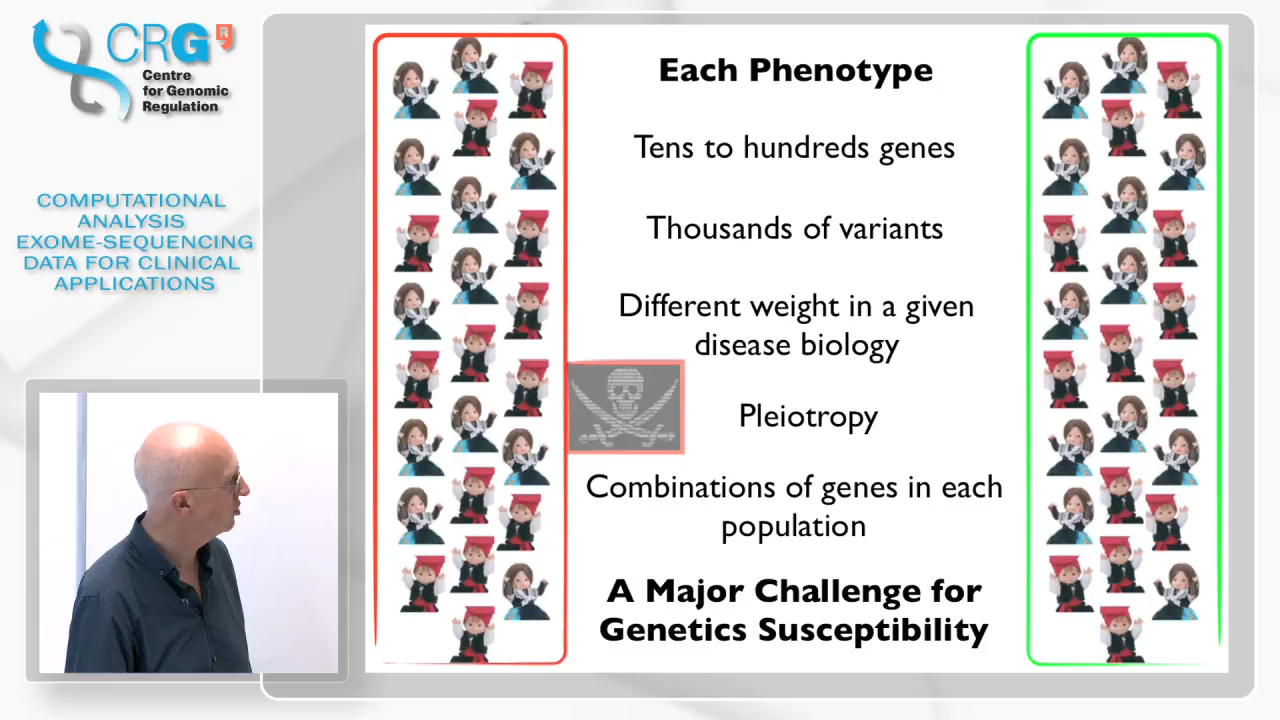 CRG
R
Centre
for Genomic
Regulation
COMPUTATIONAL
ANALYSIS
EXOME-SEQUENCING
DATA FOR CLINICAL
APPLICATIONS
Each Phenotype
Tens to hundreds genes
Thousands of variants
Different weight in a given
disease biology
Pleiotropy
Combinations of genes in each
population
A Major Challenge for
Genetics Susceptibility